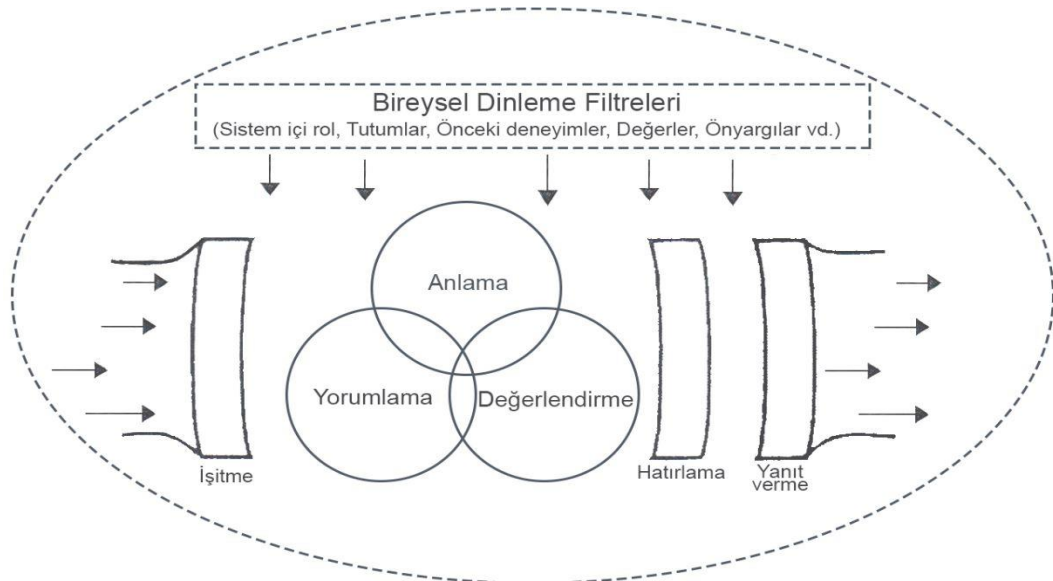 Bireysel Dinleme Filtreleri
(Sistem içi rol, Tutumlar, Önceki deneyimler, Değerler, Önyargılar vd.)
Anlama
Yorumlama
Değerlendirme
İşitme
Hatırlama
Yanıt
verme